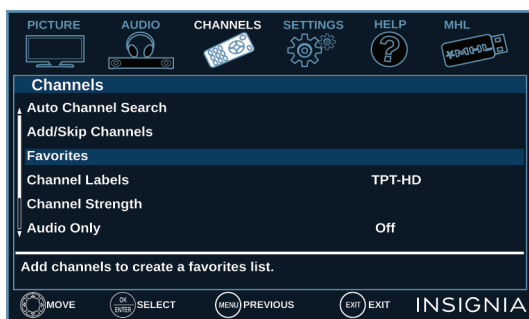 PICTURE AUDIO CHANNELS SETTINGS HELP MHL
MHL
Channels
Auto Channel Search
Add/Skip Channels
Favorites
Channel Labels TPT-HD
Channel Strength
Audio Only Off
Add channels to create a favorites list.
MOVE OK ENTER SELECT MENU PREVIOUS EXIT EXIT INSIGNIA